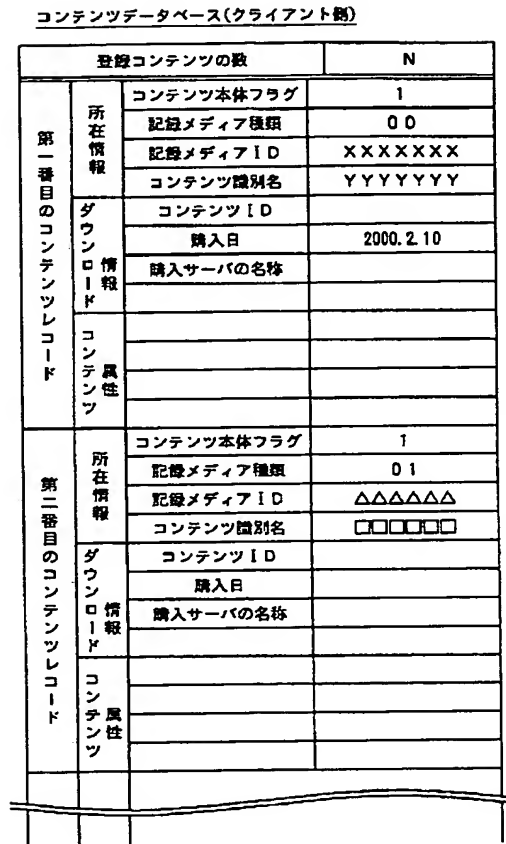 コンテンツデータベース(クライアント側)
登録コンテンツの数 N
第一番目のコンテンツレコード
所在情報
コンテンツ本体フラグ 1
記録メディア種類 00
記録メディアID XXXXXXX
コンテンツ識別名 YYYYYYY
ダウンロード情報
コンテンツID
購入日 2000.2.10
購入サーバの名称
コンテンツ属性
第二番目のコンテンツレコード
所在情報
コンテンツ本体フラグ 1
記録メディア種類 01
記録メディアID △△△△△△
コンテンツ識別名 □□□□□□
ダウンロード情報
コンテンツID
購入日
購入サーバの名称
コンテンツ属性